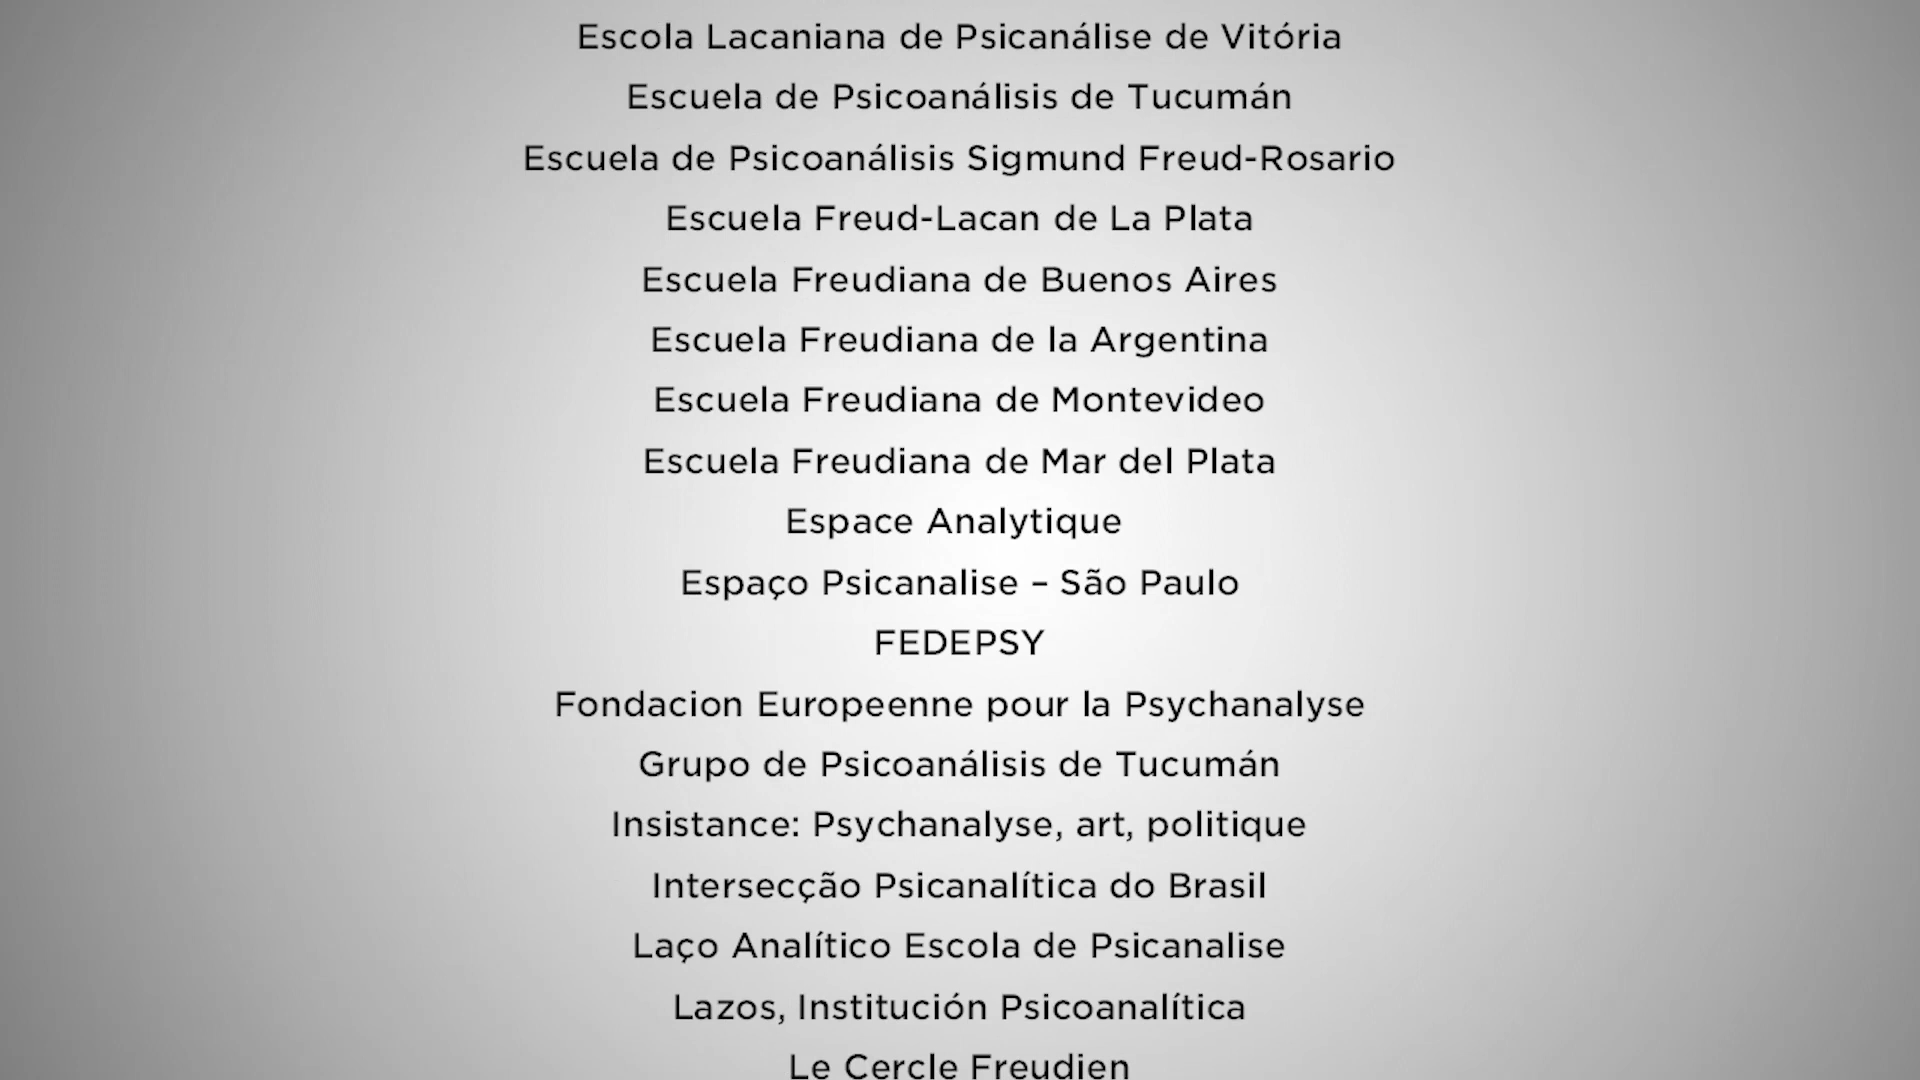 Escola Lacaniana de Psicanálise de Vitória
Escuela de Psicoanálisis de Tucumán
Escuela de Psicoanálisis Sigmund Freud-Rosario
Escuela Freud-Lacan de La Plata
Escuela Freudiana de Buenos Aires
Escuela Freudiana de la Argentina
Escuela Freudiana de Montevideo
Escuela Freudiana de Mar del Plata
Espace Analytique
Espaço Psicanalise – São Paulo
FEDEPSY
Fondacion Europeenne pour la Psychanalyse
Grupo de Psicoanálisis de Tucumán
Insistance: Psychanalyse, art, politique
Intersecção Psicanalítica do Brasil
Laço Analítico Escola de Psicanalise
Lazos, Institución Psicoanalítica
Le Cercle Freudien